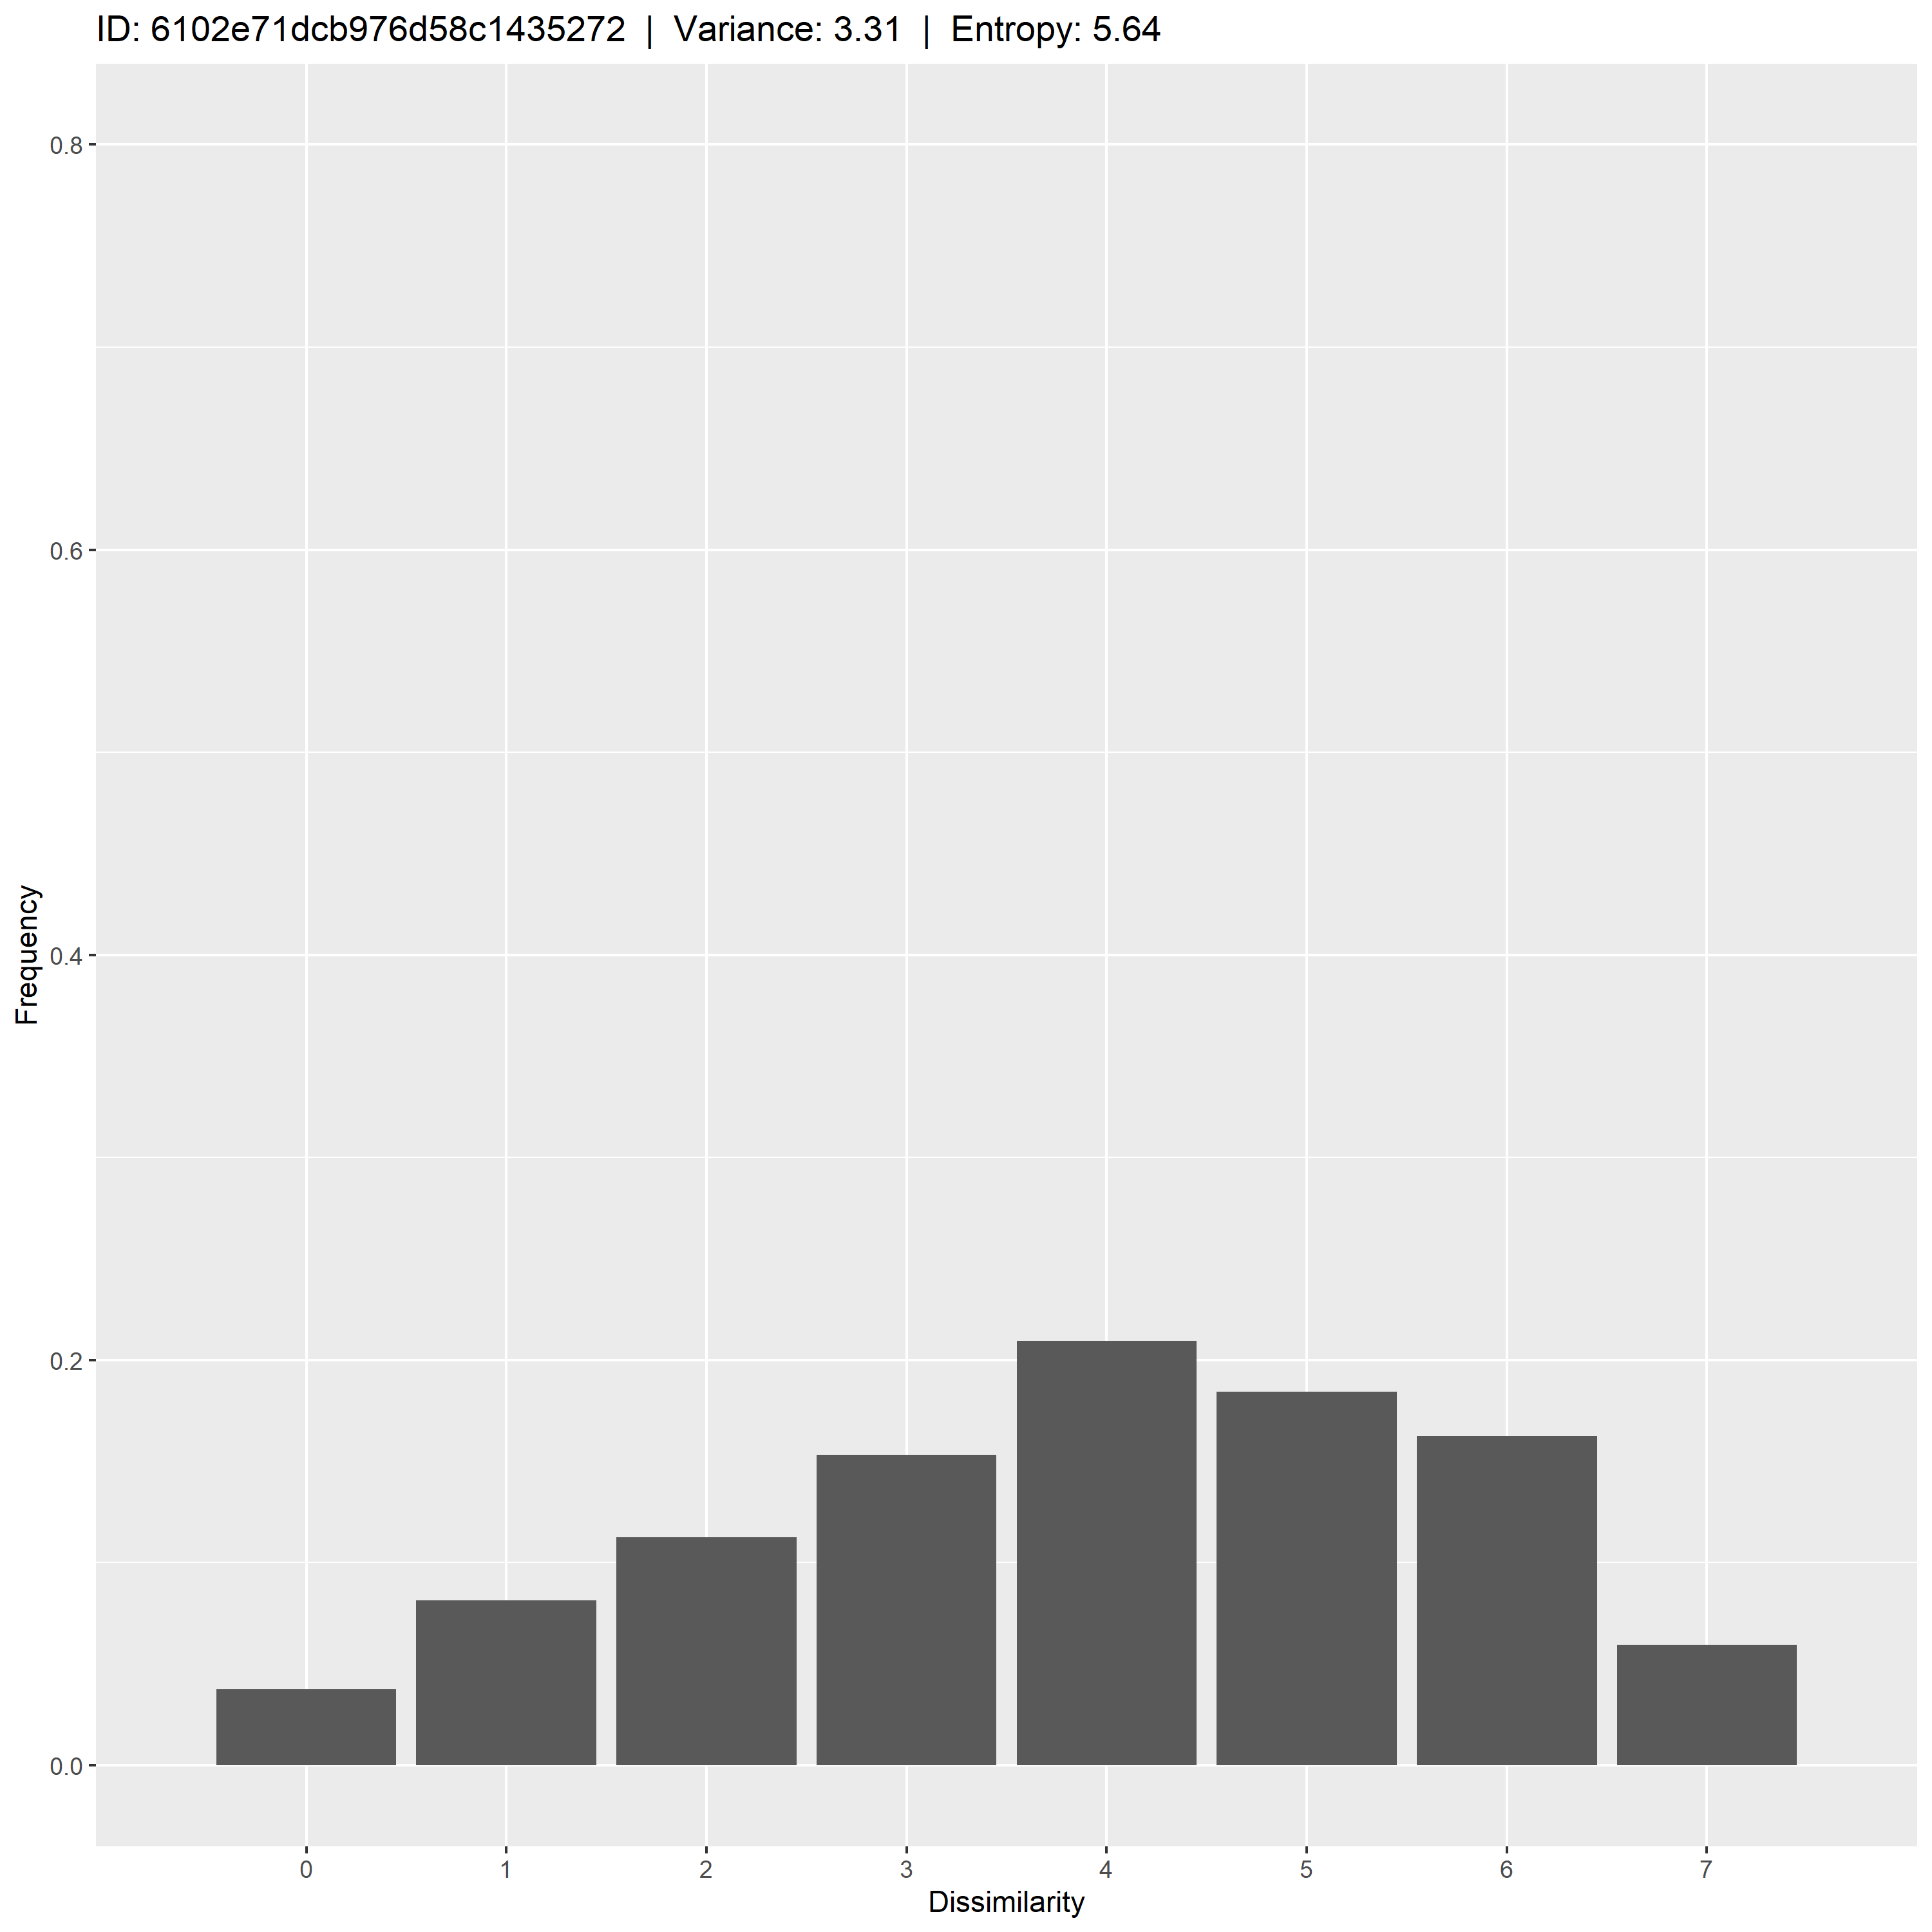 ID: 6102e71dcb976d58c1435272  |  Variance: 3.31  |  Entropy: 5.64
Frequency
0.8
0.6
0.4
0.2
0.0
0 1 2 3 4 5 6 7
Dissimilarity